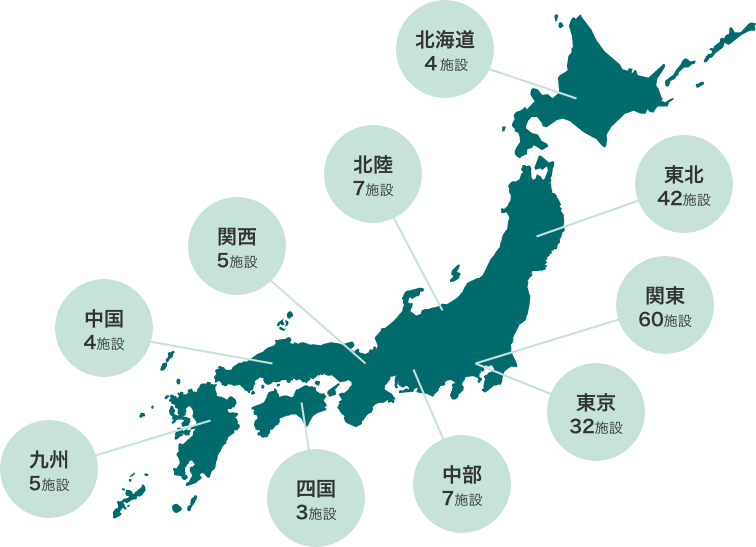 北海道
4施設
北陸
7施設
東北
42施設
関西
5施設
関東
60施設
中国
4施設
東京
32施設
九州
5施設
中部
7施設
四国
3施設